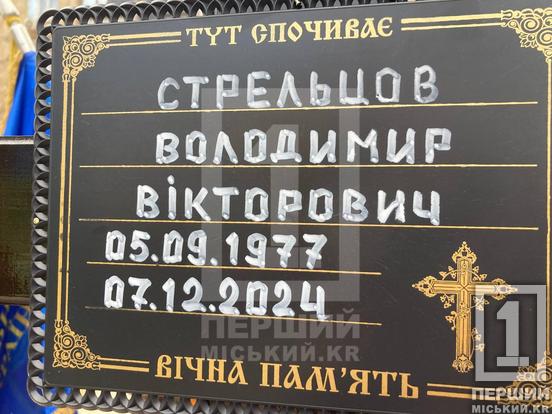 ТУТ СПОЧИВАЄ
СТРЕЛЬЦОВ
ВОЛОДИМИР
ВІКТОРОВИЧ
05.09.1977
07.12.2024
ВІЧНА ПАМ'ЯТЬ
1
ПЕРШИЙ
МІСЬКИЙ.KR
1
ПЕРШИЙ
МІСЬКИЙ.KR